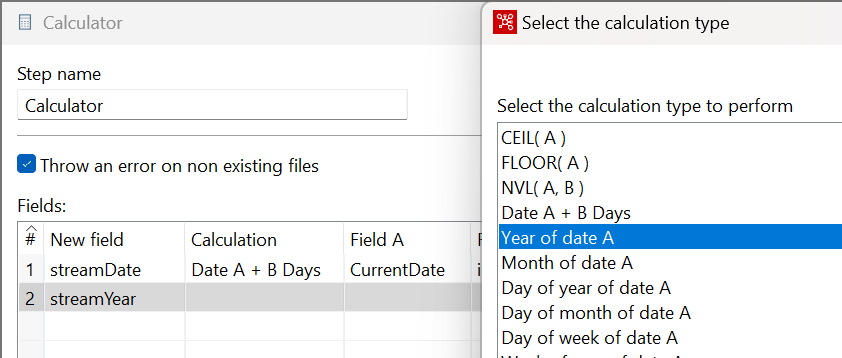 Calculator
Step name
Calculator
Throw an error on non existing files
Fields:
# New field Calculation Field A
1 streamDate Date A + B Days CurrentDate
2 streamYear
Select the calculation type
Select the calculation type to perform
CEIL( A )
FLOOR( A )
NVL( A, B )
Date A + B Days
Year of date A
Month of date A
Day of year of date A
Day of month of date A
Day of week of date A